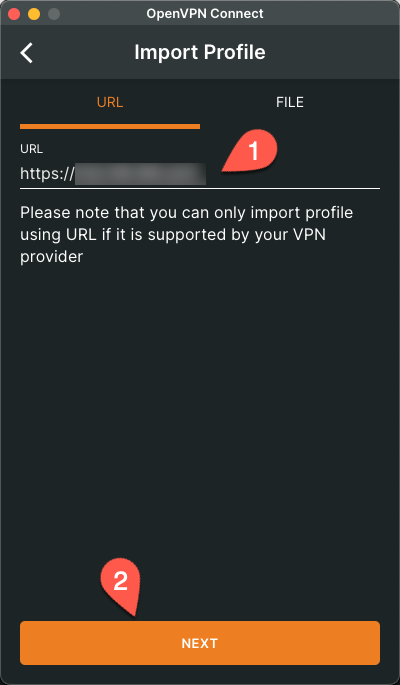 OpenVPN Connect
Import Profile
URL
FILE
URL
https://
1
Please note that you can only import profile
using URL if it is supported by your VPN
provider
2
NEXT